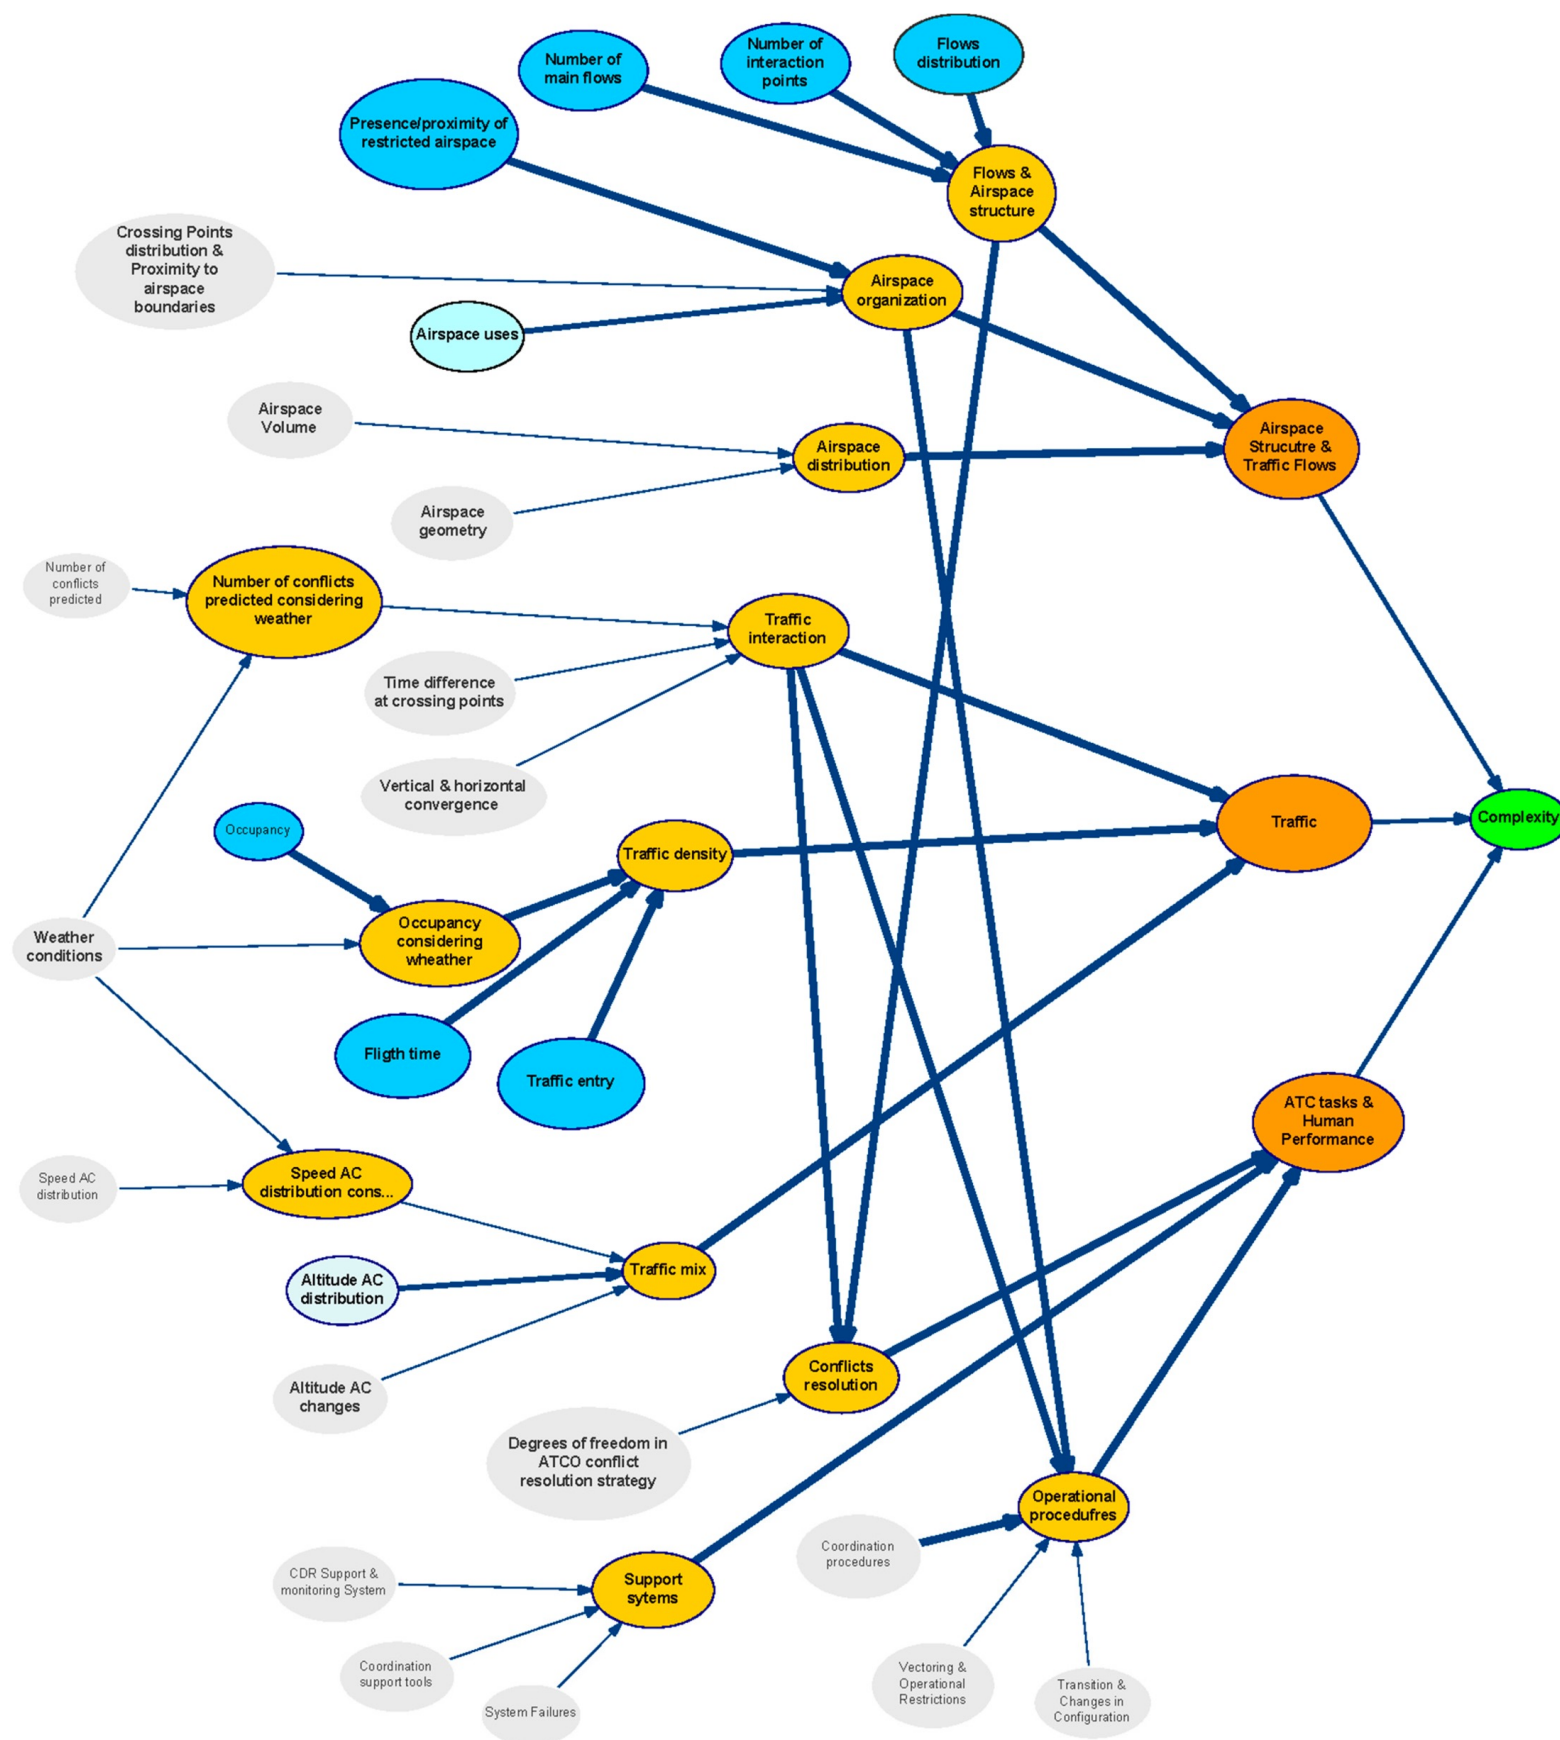 Flows
distribution
Number of
interaction
points
Number of
main flows
Presence/proximity of
restricted airspace
Flows &
Airspace
structure
Crossing Points
distribution &
Proximity to
airspace
boundaries
Airspace
organization
Airspace uses
Airspace
Volume
Airspace
distribution
Airspace
Strucutre &
Traffic Flows
Airspace
geometry
Number of
conflicts
predicted
Number of conflicts
predicted considering
weather
Traffic
interaction
Time difference
at crossing points
Vertical & horizontal
convergence
Occupancy
Traffic density
Traffic
Complexity
Weather
conditions
Occupancy
considering
wheather
Fligth time
Traffic entry
ATC tasks &
Human
Performance
Speed AC
distribution
Speed AC
distribution cons...
Altitude AC
distribution
Traffic mix
Altitude AC
changes
Conflicts
resolution
Degrees of freedom in
ATCO conflict
resolution strategy
Operational
procedufres
Coordination
procedures
CDR Support &
monitoring System
Support
sytems
Coordination
support tools
System Failures
Vectoring &
Operational
Restrictions
Transition &
Changes in
Configuration